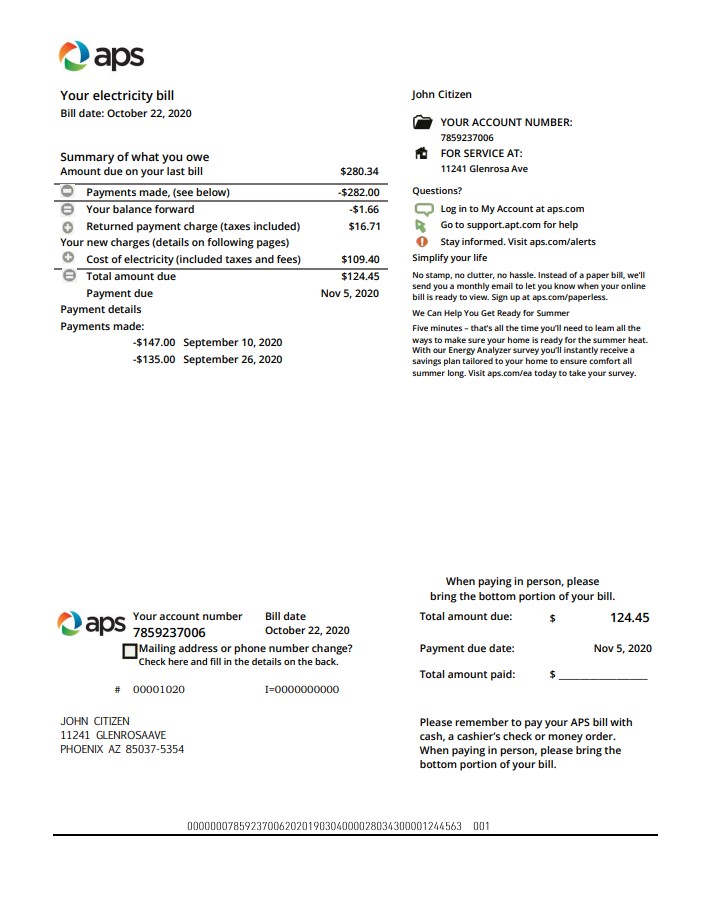 aps
Your electricity bill
Bill date: October 22, 2020
Summary of what you owe
Amount due on your last bill $280.34
Payments made, (see below) -$282.00
Your balance forward -$1.66
Returned payment charge (taxes included) $16.71
Your new charges (details on following pages)
Cost of electricity (included taxes and fees) $109.40
Total amount due $124.45
Payment due Nov 5, 2020
Payment details
Payments made:
-$147.00 September 10, 2020
-$135.00 September 26, 2020
John Citizen
YOUR ACCOUNT NUMBER:
7859237006
FOR SERVICE AT:
11241 Glenrosa Ave
Questions?
Log in to My Account at aps.com
Go to support.apt.com for help
Stay informed. Visit aps.com/alerts
Simplify your life
No stamp, no clutter, no hassle. Instead of a paper bill, we'll
send you a monthly email to let you know when your online
bill is ready to view. Sign up at aps.com/paperless.
We Can Help You Get Ready for Summer
Five minutes – that's all the time you'll need to learn all the
ways to make sure your home is ready for the summer heat.
With our Energy Analyzer survey you'll instantly receive a
savings plan tailored to your home to ensure comfort all
summer long. Visit aps.com/ea today to take your survey.
When paying in person, please
bring the bottom portion of your bill.
aps
Your account number Bill date
7859237006 October 22, 2020
Mailing address or phone number change?
Check here and fill in the details on the back.
# 00001020 I=0000000000
JOHN CITIZEN
11241 GLENROSAAVE
PHOENIX AZ 85037-5354
Total amount due: $ 124.45
Payment due date: Nov 5, 2020
Total amount paid: $ ________________
Please remember to pay your APS bill with
cash, a cashier's check or money order.
When paying in person, please bring the
bottom portion of your bill.
0000000785923700620201903040000280343000012445​63 001